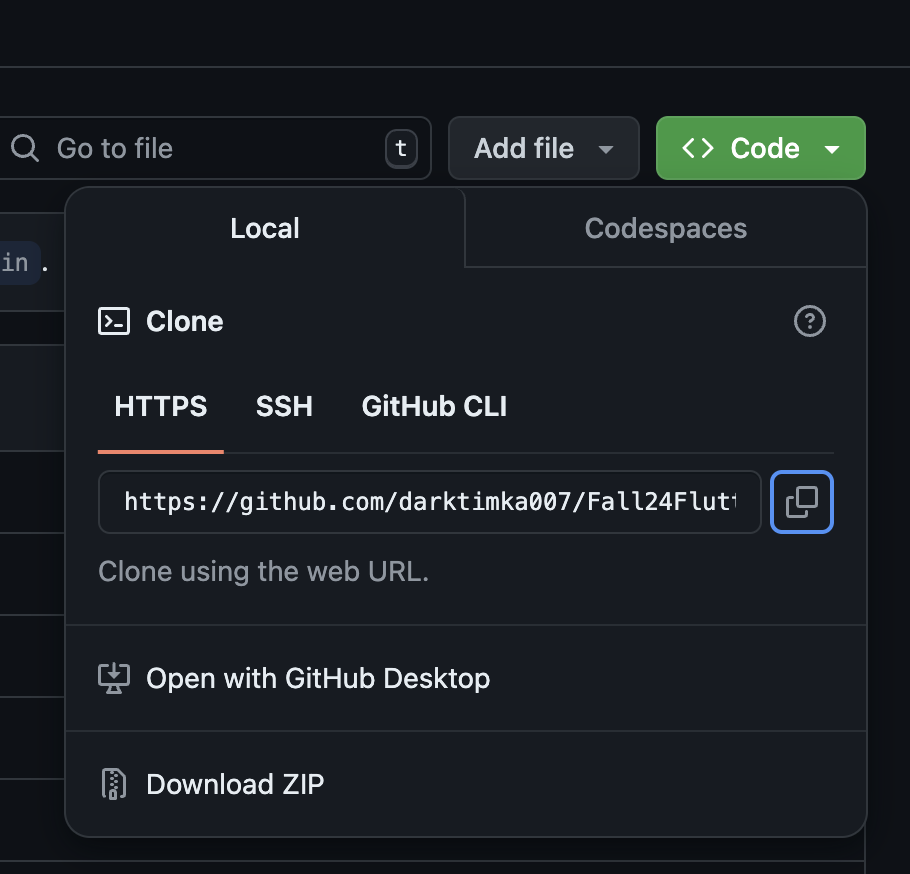 Go to file t Add file Code
Local Codespaces
in .
Clone
HTTPS SSH GitHub CLI
https://github.com/darktimka007/Fall24Flut
Clone using the web URL.
Open with GitHub Desktop
Download ZIP